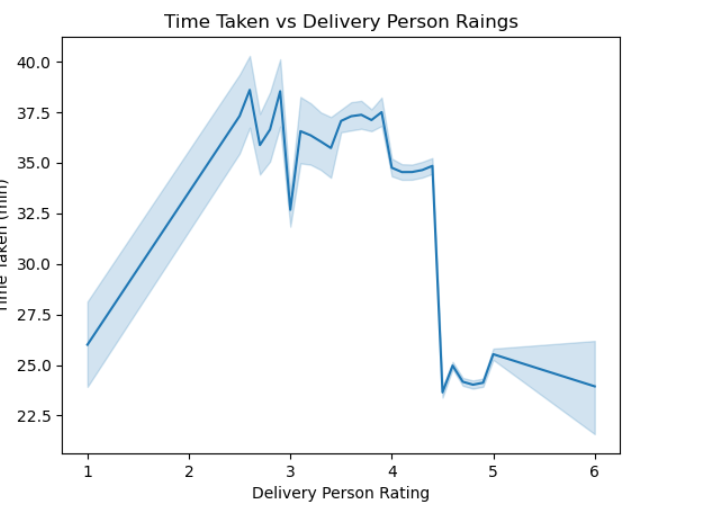 Time Taken vs Delivery Person Raings
40.0
37.5
35.0
32.5
30.0
27.5
25.0
22.5
Time Taken (min)
1 2 3 4 5 6
Delivery Person Rating